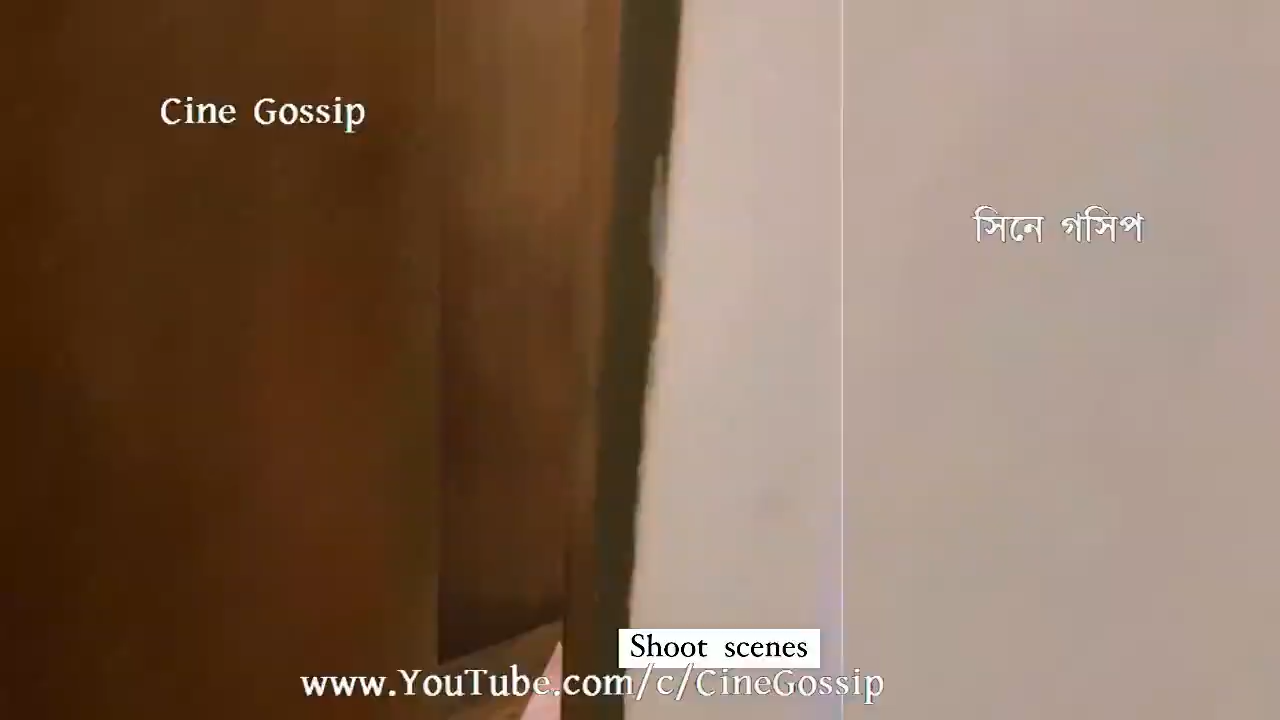 Cine Gossip
সিনে গসিপ
Shoot scenes
www.YouTube.com/c/CineGossip